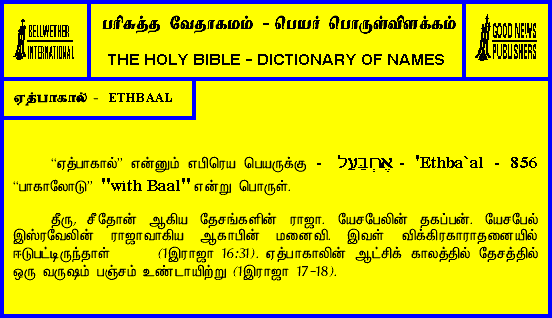 BELLWETHER
INTERNATIONAL
பரிசுத்த வேதாகமம் - பெயர் பொருள்விளக்கம்
THE HOLY BIBLE - DICTIONARY OF NAMES
GOOD NEWS
PUBLISHERS
ஏத்பாகால் - ETHBAAL
“ஏத்பாகால்” என்னும் எபிரெய பெயருக்கு - אֶתְבַּעַל - 'Ethba`al - 856
“பாகாலோடு” "with Baal" என்று பொருள்.
தீரு, சீதோன் ஆகிய தேசங்களின் ராஜா. யேசபேலின் தகப்பன். யேசபேல்
இஸ்ரவேலின் ராஜாவாகிய ஆகாபின் மனைவி. இவள் விக்கிரகாராதனையில்
ஈடுபட்டிருந்தாள் (1இராஜா 16:31). ஏத்பாகாலின் ஆட்சிக் காலத்தில் தேசத்தில்
ஒரு வருஷம் பஞ்சம் உண்டாயிற்று (1இராஜா 17-18).